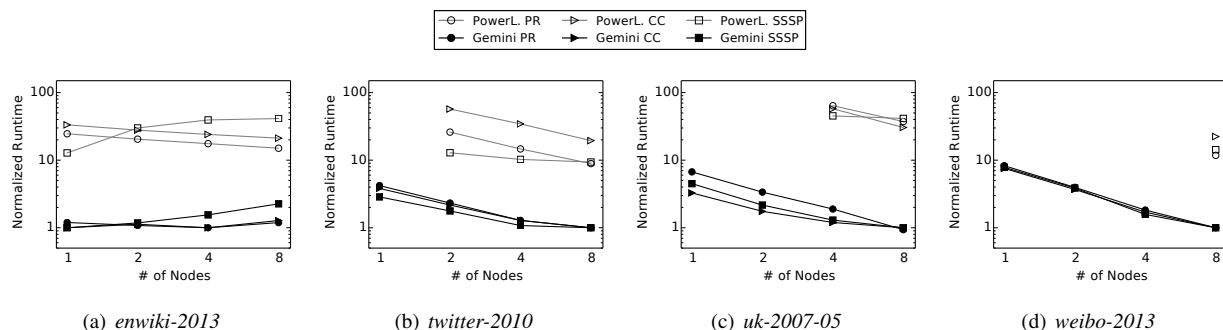 PowerL. PR PowerL. CC PowerL. SSSP
Gemini PR Gemini CC Gemini SSSP
Normalized Runtime
100
10
1
1 2 4 8
# of Nodes
(a) enwiki-2013
Normalized Runtime
100
10
1
1 2 4 8
# of Nodes
(b) twitter-2010
Normalized Runtime
100
10
1
1 2 4 8
# of Nodes
(c) uk-2007-05
Normalized Runtime
100
10
1
1 2 4 8
# of Nodes
(d) weibo-2013